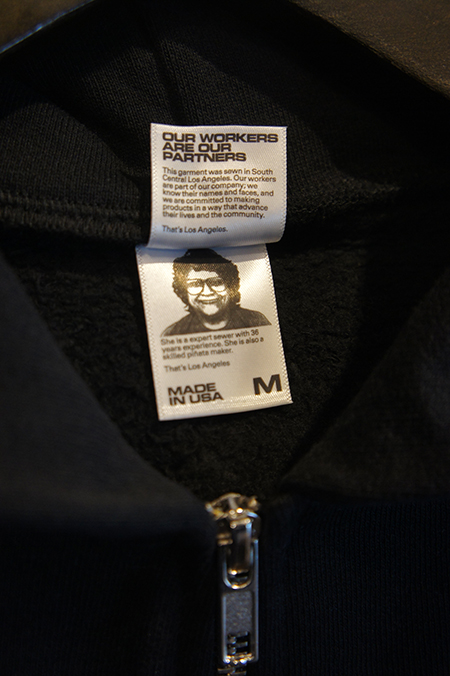 OUR WORKERS
ARE OUR
PARTNERS
This garment was sewn in South
Central Los Angeles. Our workers
are part of our company; we
know their names and faces, and
we are committed to making
products in a way that advance
their lives and the community.
That's Los Angeles.
She is a expert sewer with 36
years experience. She is also a
skilled piñata maker.
That's Los Angeles
MADE
IN USA
M